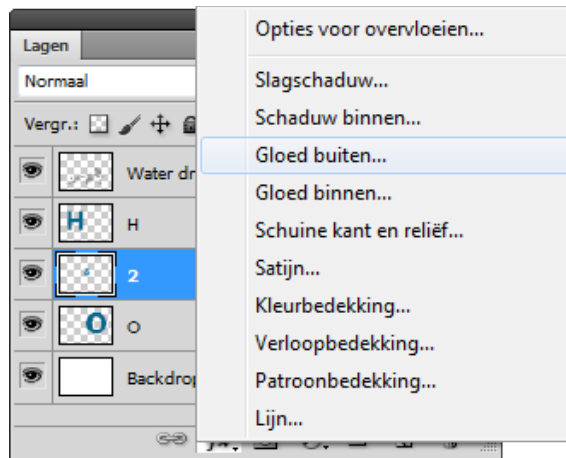 Lagen
Normaal
Vergr.:
Water dr
H
2
O
Backdrop
Opties voor overvloeien...
Slagschaduw...
Schaduw binnen...
Gloed buiten...
Gloed binnen...
Schuine kant en reliëf...
Satijn...
Kleurbedekking...
Verloopbedekking...
Patroonbedekking...
Lijn...